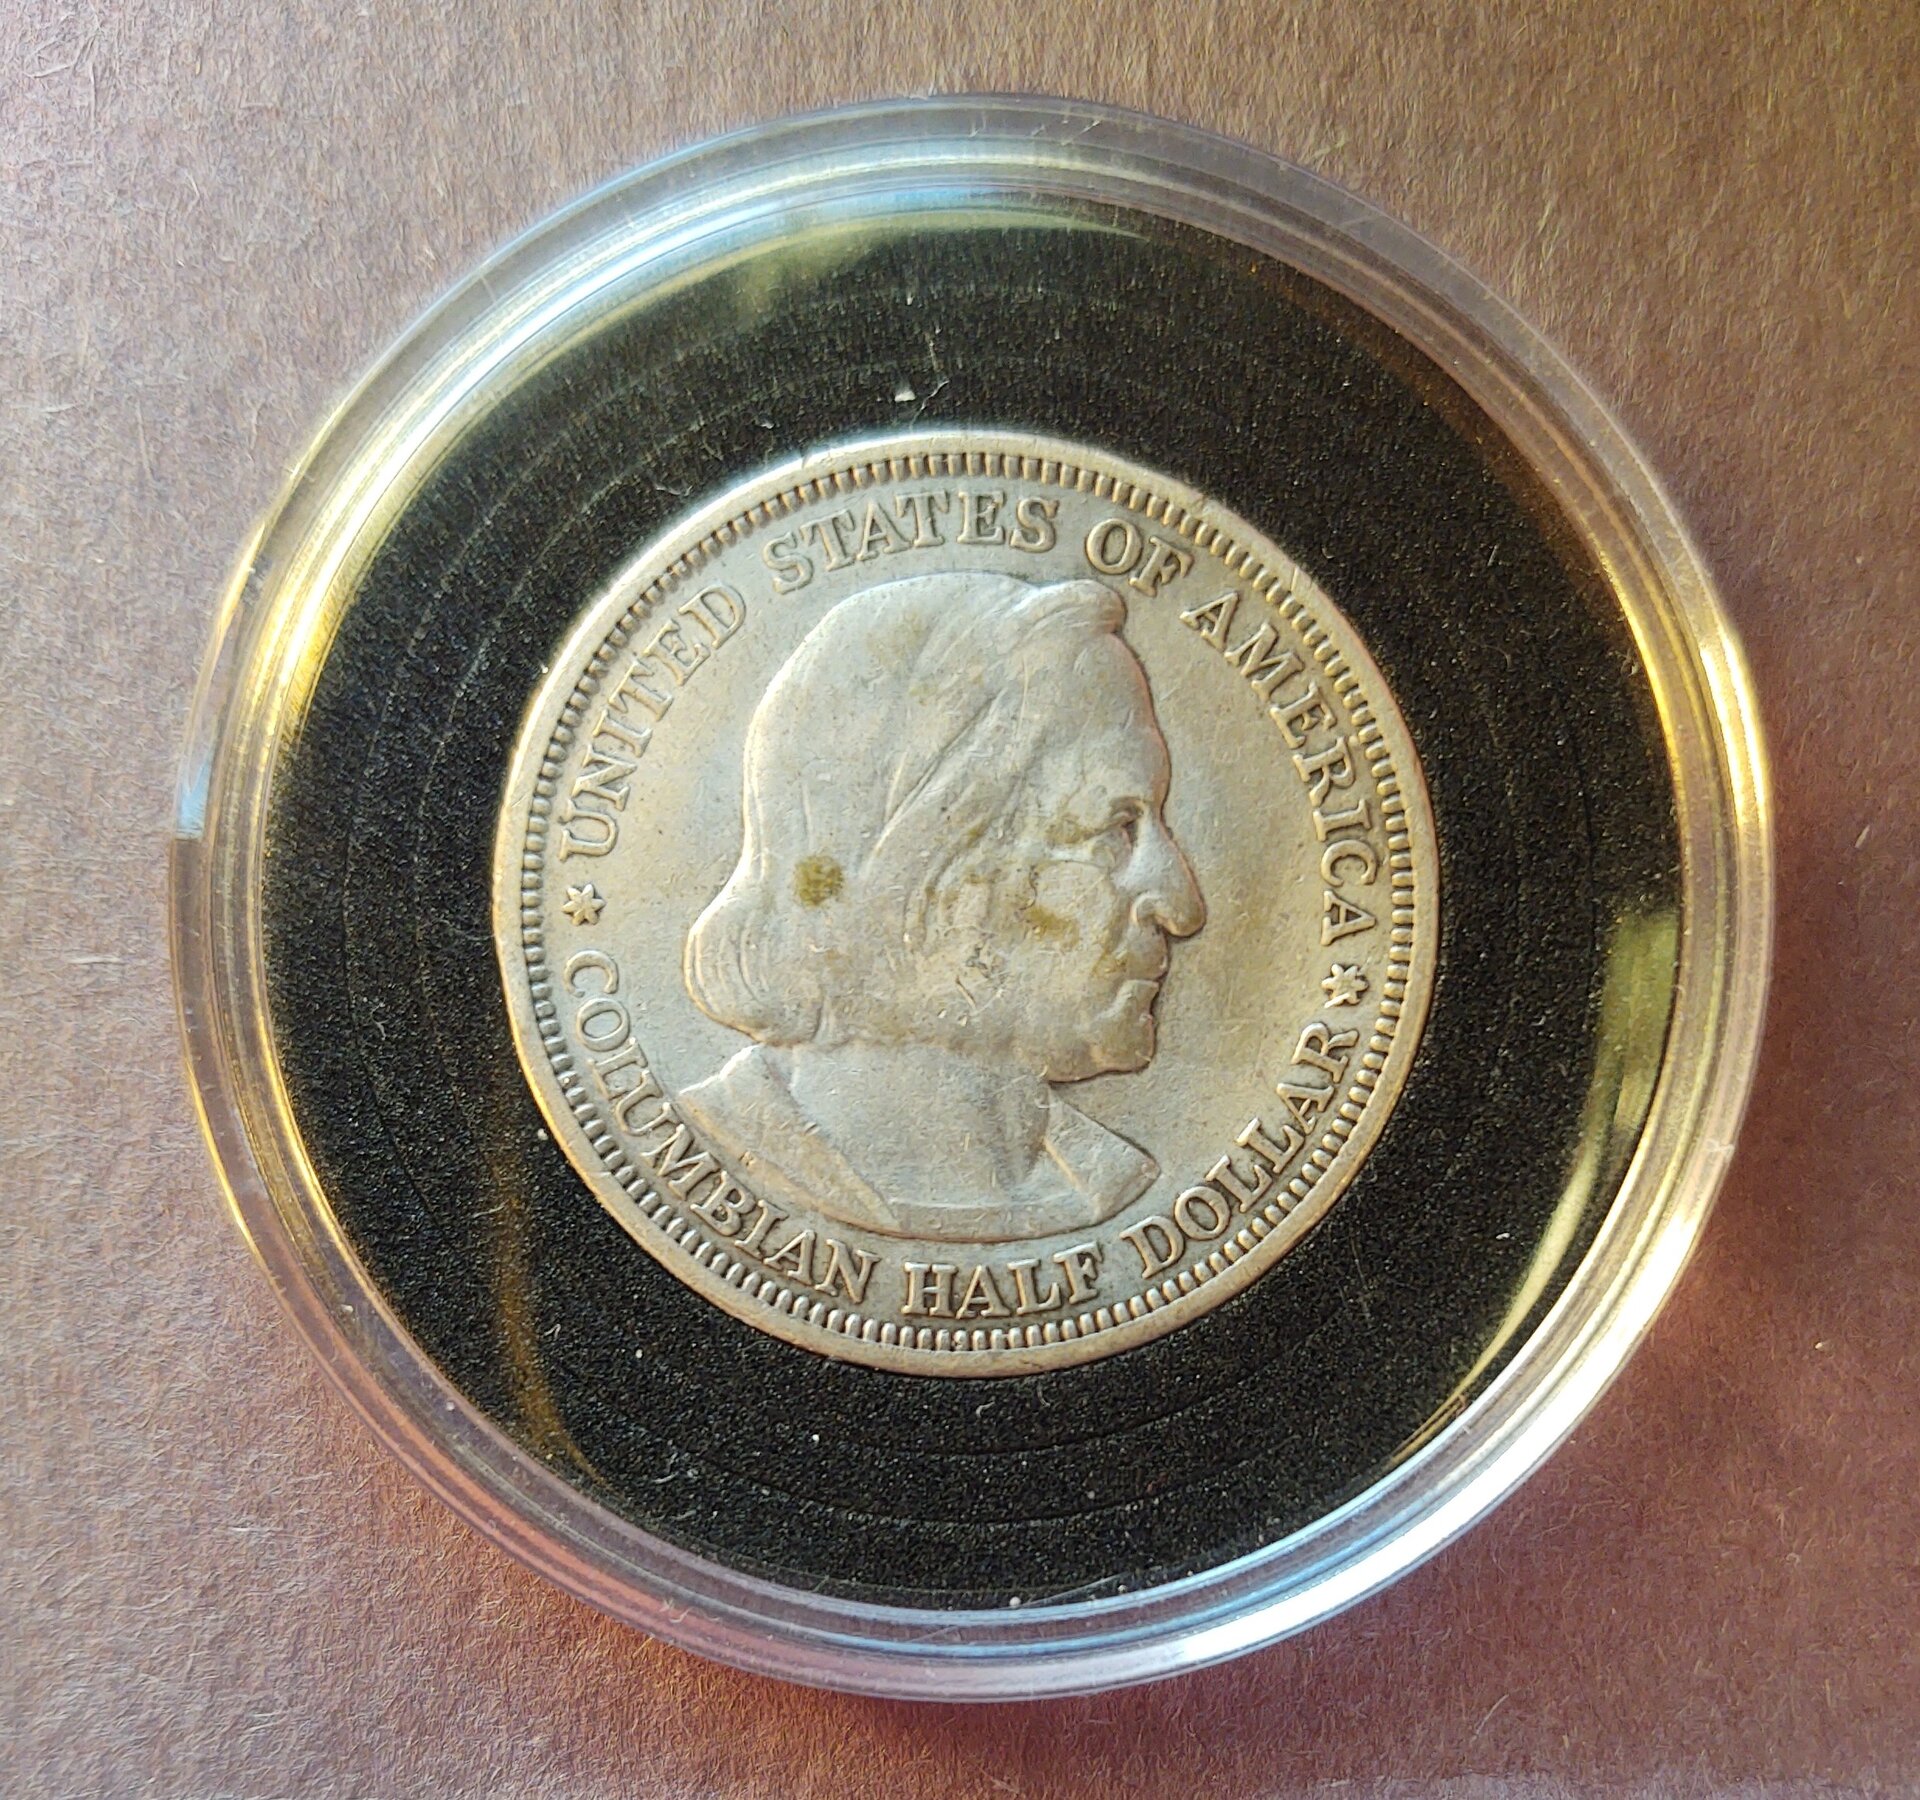 UNITED STATES OF AMERICA
COLUMBIAN HALF DOLLAR